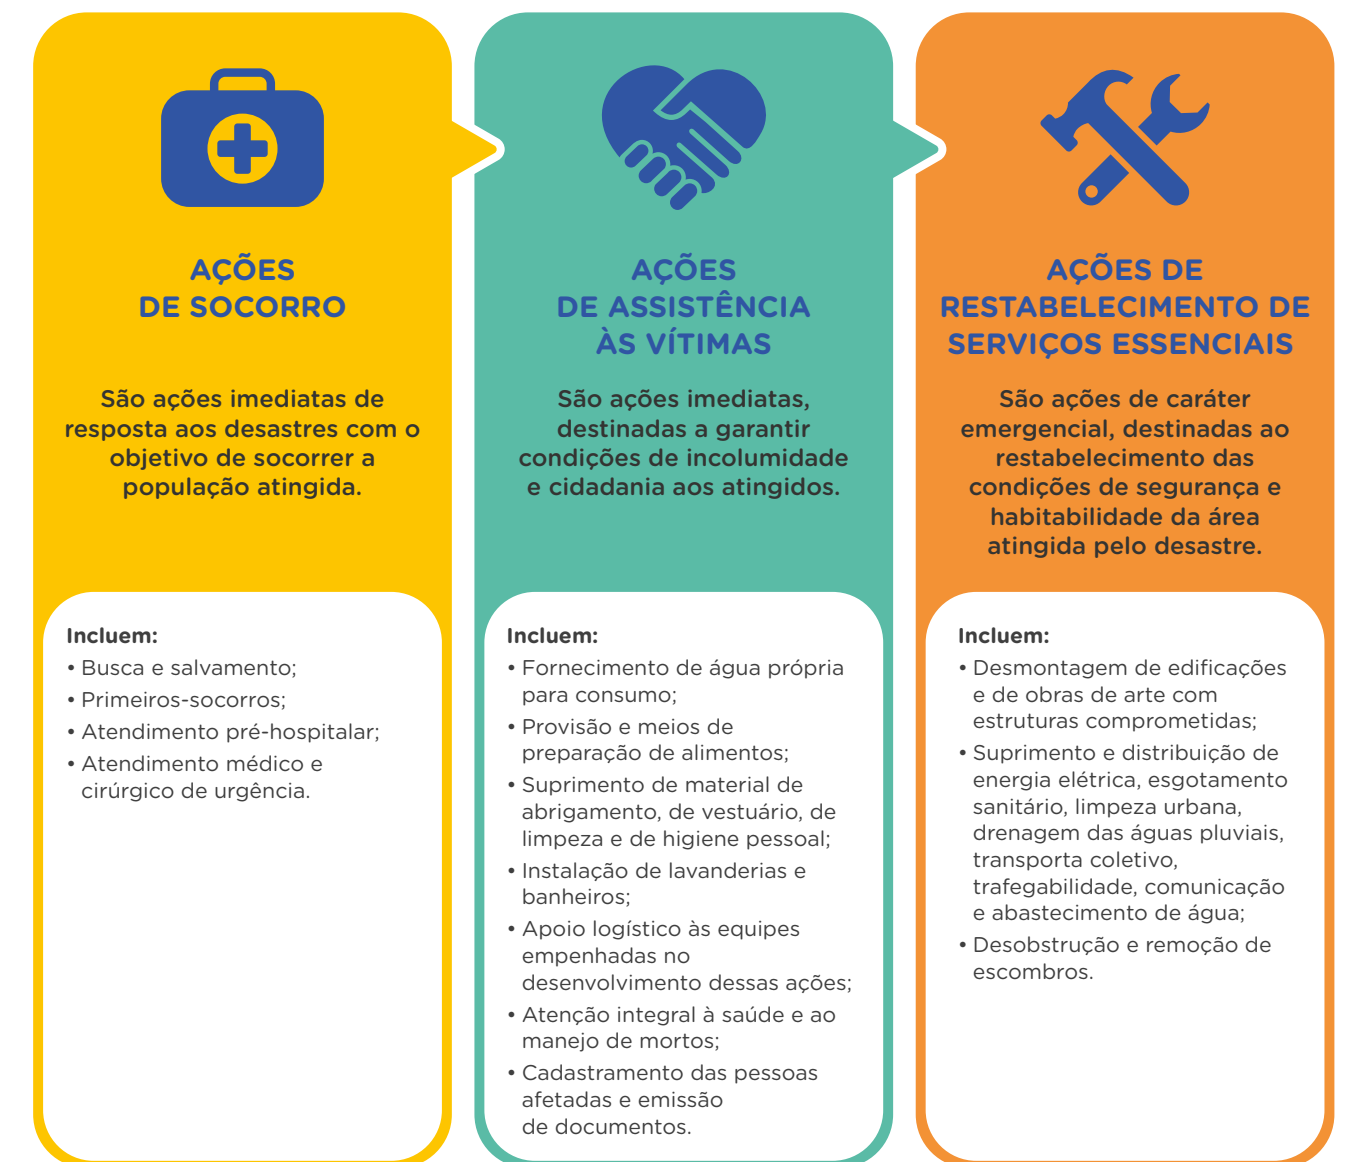 AÇÕES
DE SOCORRO
São ações imediatas de
resposta aos desastres com o
objetivo de socorrer a
população atingida.
Incluem:
• Busca e salvamento;
• Primeiros-socorros;
• Atendimento pré-hospitalar;
• Atendimento médico e
cirúrgico de urgência.
AÇÕES
DE ASSISTÊNCIA
ÀS VÍTIMAS
São ações imediatas,
destinadas a garantir
condições de incolumidade
e cidadania aos atingidos.
Incluem:
• Fornecimento de água própria
para consumo;
• Provisão e meios de
preparação de alimentos;
• Suprimento de material de
abrigamento, de vestuário, de
limpeza e de higiene pessoal;
• Instalação de lavanderias e
banheiros;
• Apoio logístico às equipes
empenhadas no
desenvolvimento dessas ações;
• Atenção integral à saúde e ao
manejo de mortos;
• Cadastramento das pessoas
afetadas e emissão
de documentos.
AÇÕES DE
RESTABELECIMENTO DE
SERVIÇOS ESSENCIAIS
São ações de caráter
emergencial, destinadas ao
restabelecimento das
condições de segurança e
habitabilidade da área
atingida pelo desastre.
Incluem:
• Desmontagem de edificações
e de obras de arte com
estruturas comprometidas;
• Suprimento e distribuição de
energia elétrica, esgotamento
sanitário, limpeza urbana,
drenagem das águas pluviais,
transporta coletivo,
trafegabilidade, comunicação
e abastecimento de água;
• Desobstrução e remoção de
escombros.